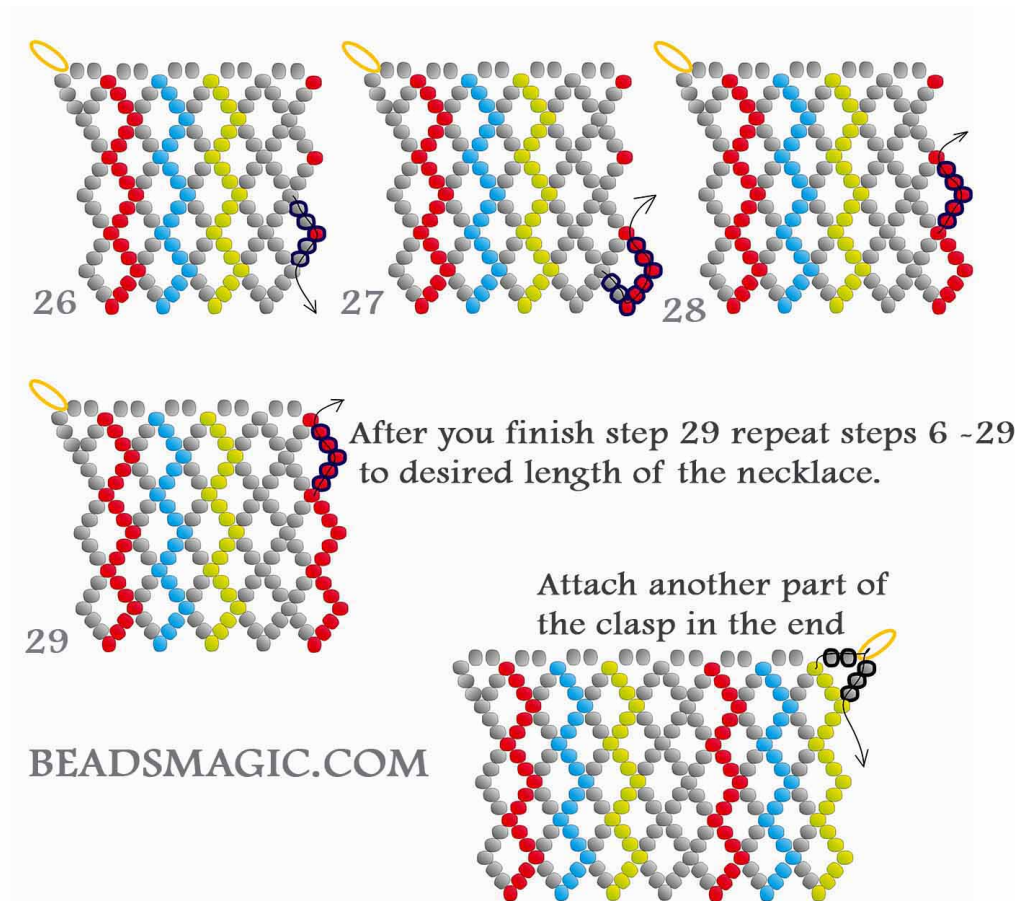 26
27
28
After you finish step 29 repeat steps 6 -29
to desired length of the necklace.
29
Attach another part of
the clasp in the end
BEADSMAGIC.COM